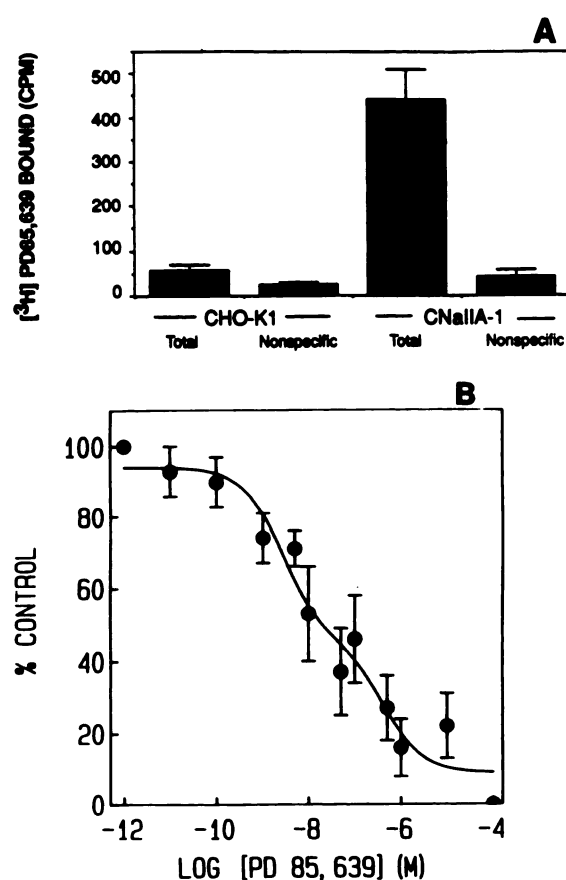 A
[³H] PD85,639 BOUND (CPM)
500
400
300
200
100
0
CHO-K1
CNaIIA-1
Total
Nonspecific
Total
Nonspecific
B
% CONTROL
100
80
60
40
20
0
-12
-10
-8
-6
-4
LOG [PD 85, 639] (M)